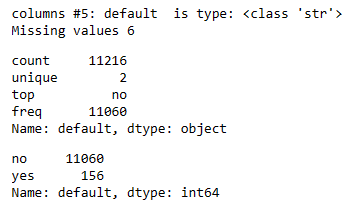 columns #5: default  is type: <class 'str'>
Missing values 6
count     11216
unique        2
top          no
freq      11060
Name: default, dtype: object
no     11060
yes      156
Name: default, dtype: int64